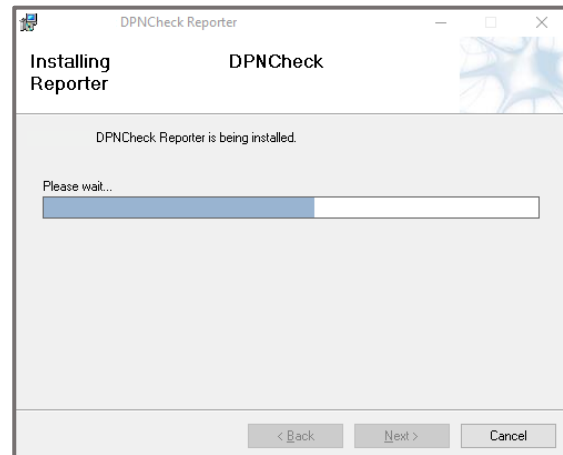 DPNCheck Reporter
Installing DPNCheck
Reporter
DPNCheck Reporter is being installed.
Please wait...
< Back Next > Cancel